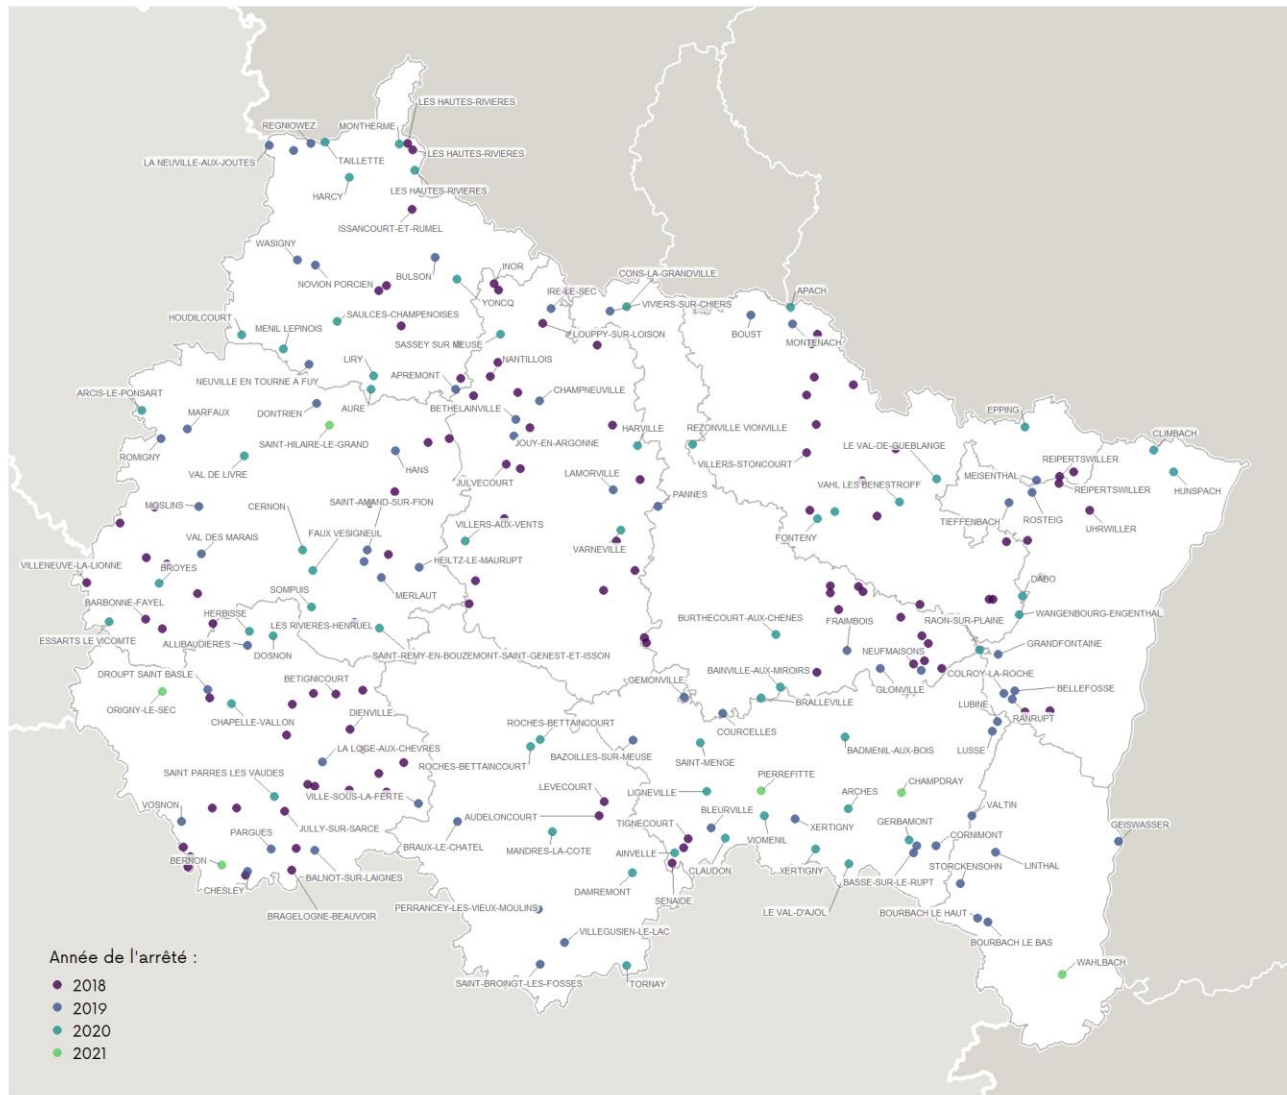 LES HAUTES-RIVIERES
REGNIOWEZ
MONTHERME
LA NEUVILLE-AUX-JOUTES
TAILLETTE
LES HAUTES-RIVIERES
HARCY
LES HAUTES-RIVIERES
ISSANCOURT-ET-RUMEL
WASIGNY
NOVION PORCIEN
BULSON
INOR
CONS-LA-GRANDVILLE
IRE-LE-SEC
YONCQ
VIVIERS-SUR-CHIERS
APACH
HOUDILCOURT
SAULCES-CHAMPENOISES
MENIL LEPINOIS
SASSEY SUR MEUSE
LOUPPY-SUR-LOISON
BOUST
MONTENACH
LIRY
NANTILLOIS
NEUVILLE EN TOURNE A FUY
APREMONT
ARCIS-LE-PONSART
MARFAUX
DONTRIEN
AURE
BETHELAINVILLE
CHAMPNEUVILLE
EPPING
HARVILLE
REZONVILLE VIONVILLE
CLIMBACH
SAINT-HILAIRE-LE-GRAND
JOUY-EN-ARGONNE
LE VAL-DE-GUEBLANGE
ROMIGNY
HANS
VILLERS-STONCOURT
REIPERTSWILLER
VAL DE LIVRE
LAMORVILLE
MEISENTHAL
JULVECOURT
VAHL LES BENESTROFF
REIPERTSWILLER
HUNSPACH
PANNES
MOSLINS
CERNON
SAINT-AMAND-SUR-FION
TIEFFENBACH
ROSTEIG
UHRWILLER
VILLERS-AUX-VENTS
FAUX VESIGNEUL
FONTENY
VAL DES MARAIS
VARNEVILLE
HEILTZ-LE-MAURUPT
VILLENEUVE-LA-LIONNE
BROYES
DABO
SOMPUIS
MERLAUT
BARBONNE-FAYEL
HERBISSE
WANGENBOURG-ENGENTHAL
BURTHECOURT-AUX-CHENES
FRAIMBOIS
RAON-SUR-PLAINE
LES RIVIERES-HENRUEL
ESSARTS LE VICOMTE
ALLIBAUDIERES
GRANDFONTAINE
DOSNON
SAINT-REMY-EN-BOUZEMONT-SAINT-GENEST-ET-ISSON
NEUFMAISONS
DROUPT SAINT BASLE
BAINVILLE-AUX-MIROIRS
COLROY-LA-ROCHE
GEMONVILLE
GLONVILLE
BETIGNICOURT
BELLEFOSSE
ORIGNY-LE-SEC
BRALLEVILLE
LUBINE
DIENVILLE
RANRUPT
CHAPELLE-VALLON
ROCHES-BETTAINCOURT
COURCELLES
LA LOGE-AUX-CHEVRES
BADMENIL-AUX-BOIS
LUSSE
BAZOILLES-SUR-MEUSE
SAINT-MENGE
ROCHES-BETTAINCOURT
SAINT PARRES LES VAUDES
PIERREFITTE
CHAMPDRAY
LEVECOURT
LIGNEVILLE
ARCHES
VILLE-SOUS-LA-FERTE
VOSNON
BLEURVILLE
VALTIN
AUDELONCOURT
GERBAMONT
TIGNECOURT
XERTIGNY
JULLY-SUR-SARCE
PARGUES
CORNIMONT
GEISWASSER
VIOMENIL
BRAUX-LE-CHATEL
MANDRES-LA-COTE
AINVELLE
BERNON
STORCKENSOHN
LINTHAL
CLAUDON
XERTIGNY
BALNOT-SUR-LAIGNES
BASSE-SUR-LE-RUPT
CHESLEY
DAMREMONT
SENAIDE
PERRANCEY-LES-VIEUX-MOULINS
LE VAL-D'AJOL
BOURBACH LE HAUT
BRAGELOGNE-BEAUVOIR
VILLEGUSIEN-LE-LAC
BOURBACH LE BAS
WAHLBACH
SAINT-BROINGT-LES-FOSSES
TORNAY
Année de l'arrêté :
2018
2019
2020
2021